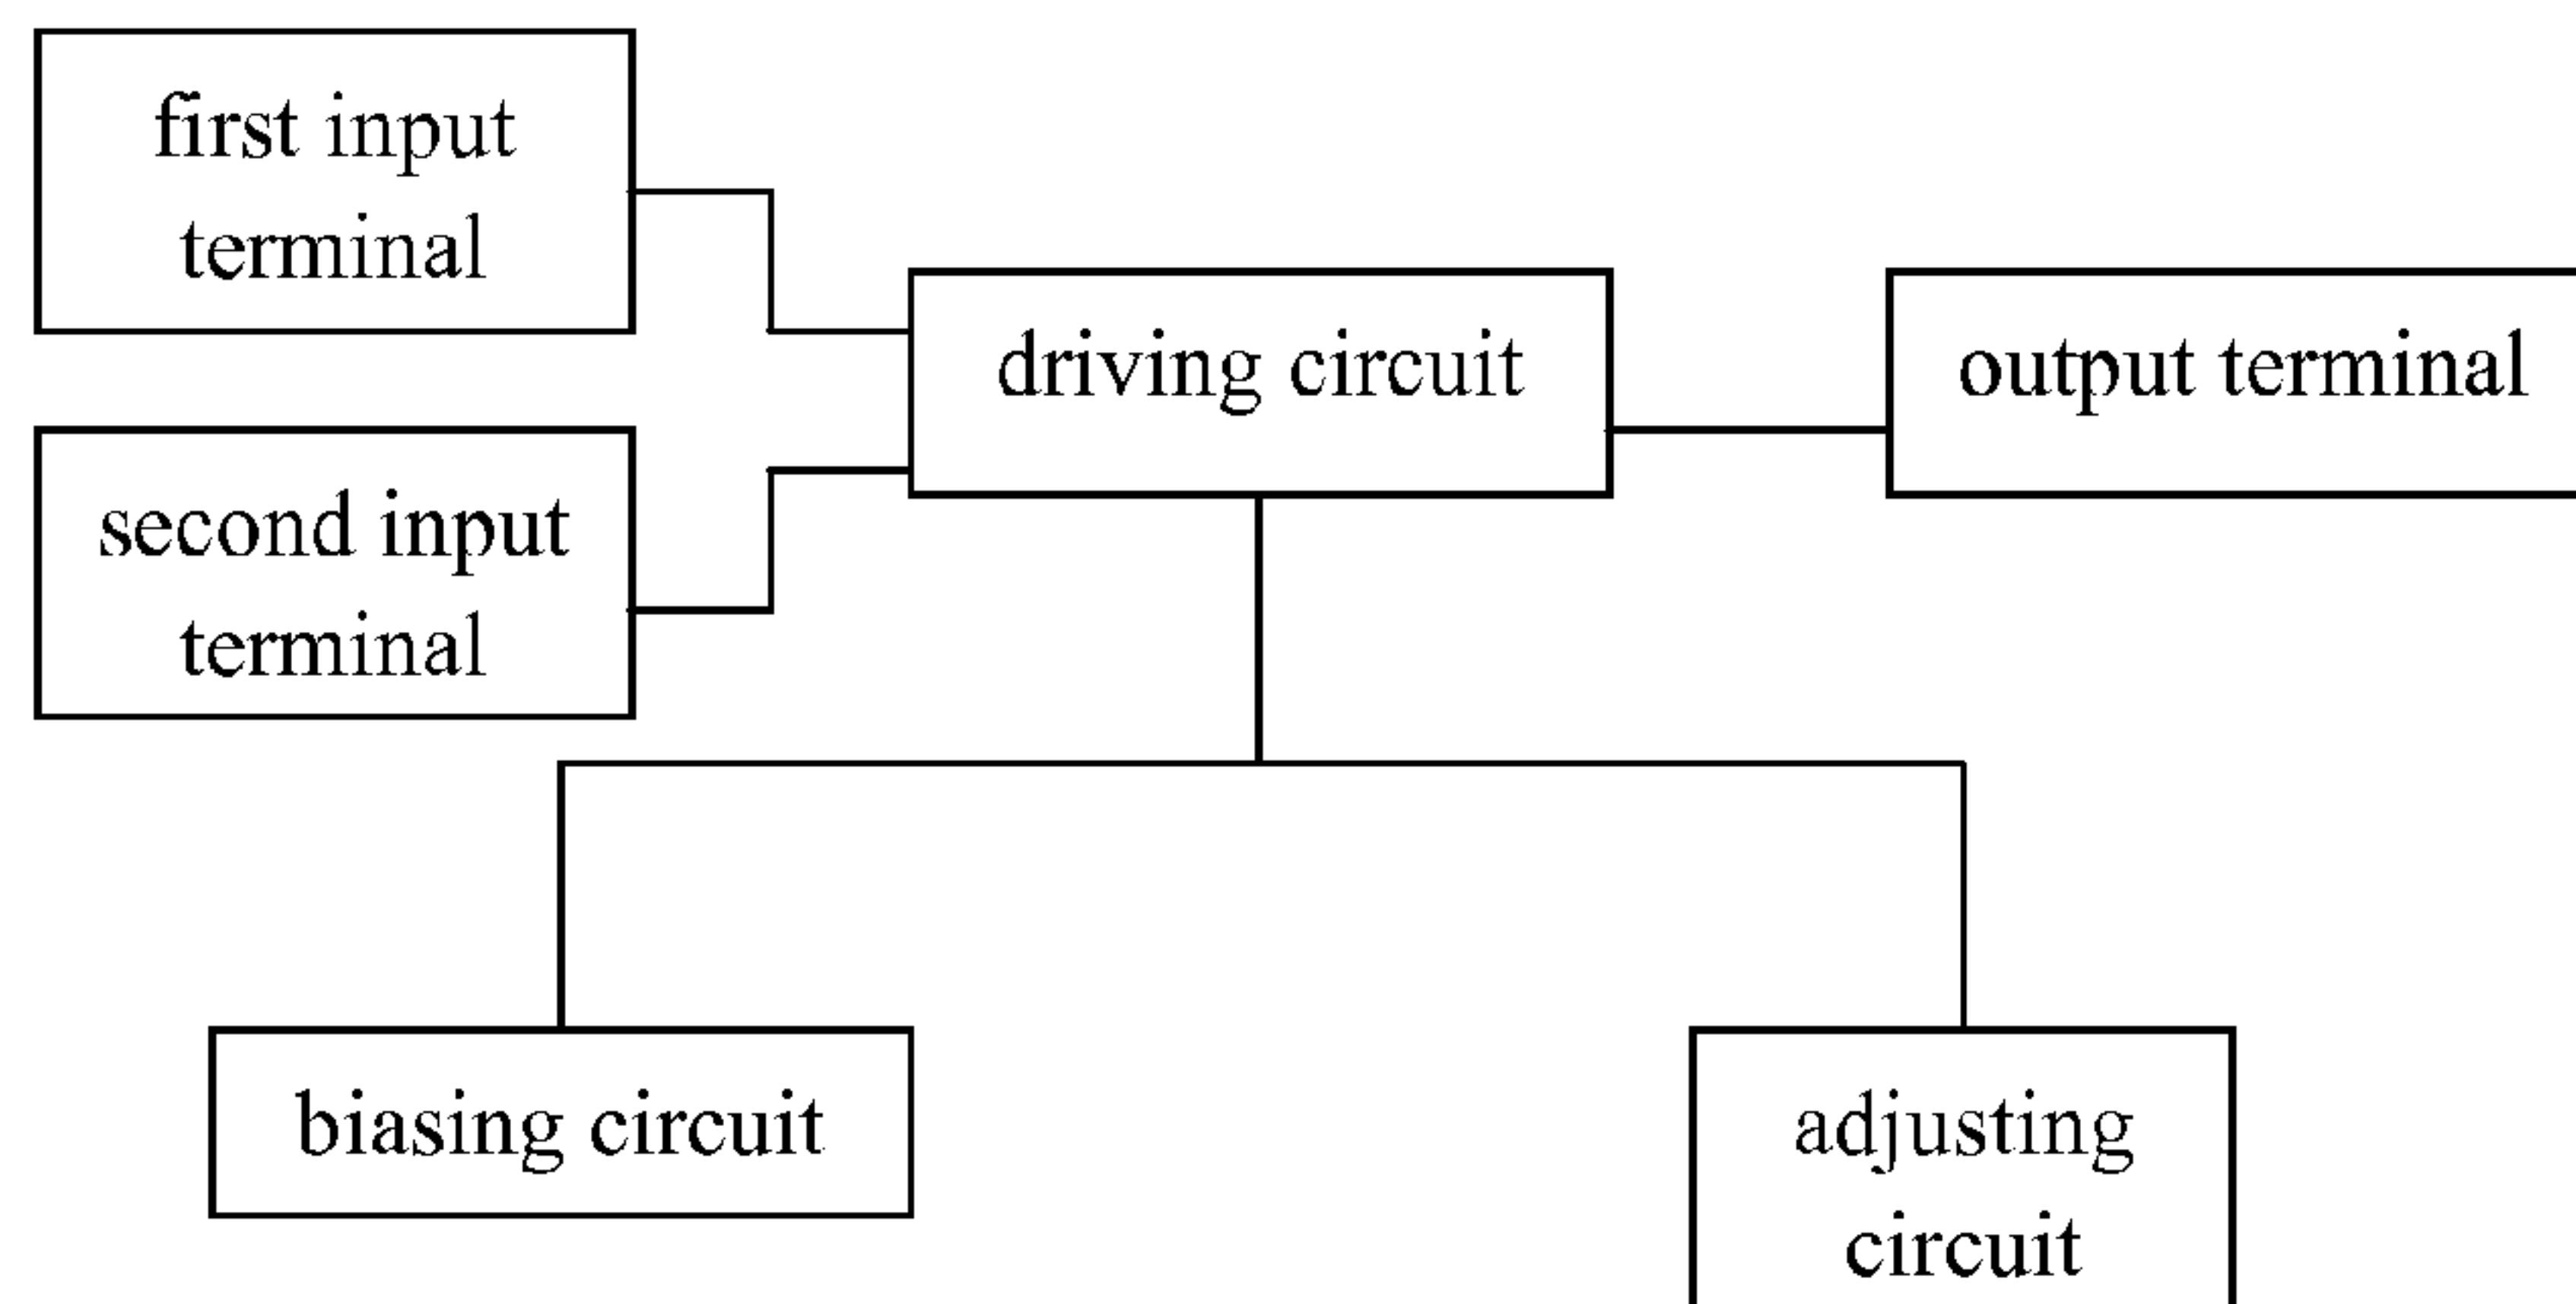 first input
terminal
driving circuit
output terminal
second input
terminal
biasing circuit
adjusting
circuit